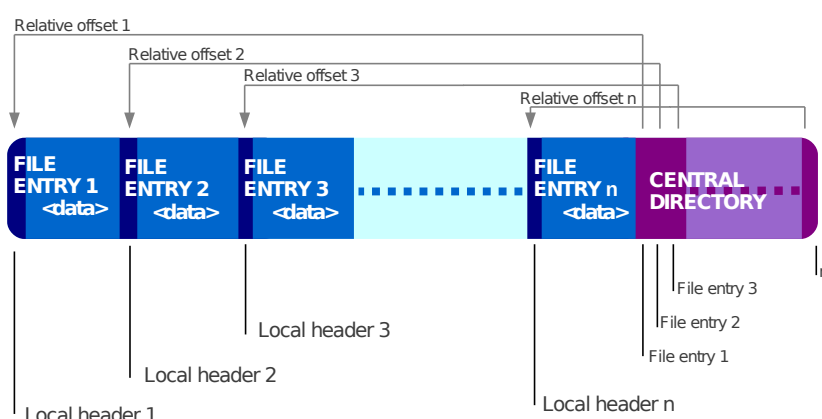 Relative offset 1
Relative offset 2
Relative offset 3
Relative offset n
FILE
ENTRY 1
<data>
FILE
ENTRY 2
<data>
FILE
ENTRY 3
<data>
FILE
ENTRY n
<data>
CENTRAL
DIRECTORY
File entry 3
File entry 2
File entry 1
Local header 3
Local header 2
Local header n
Local header 1